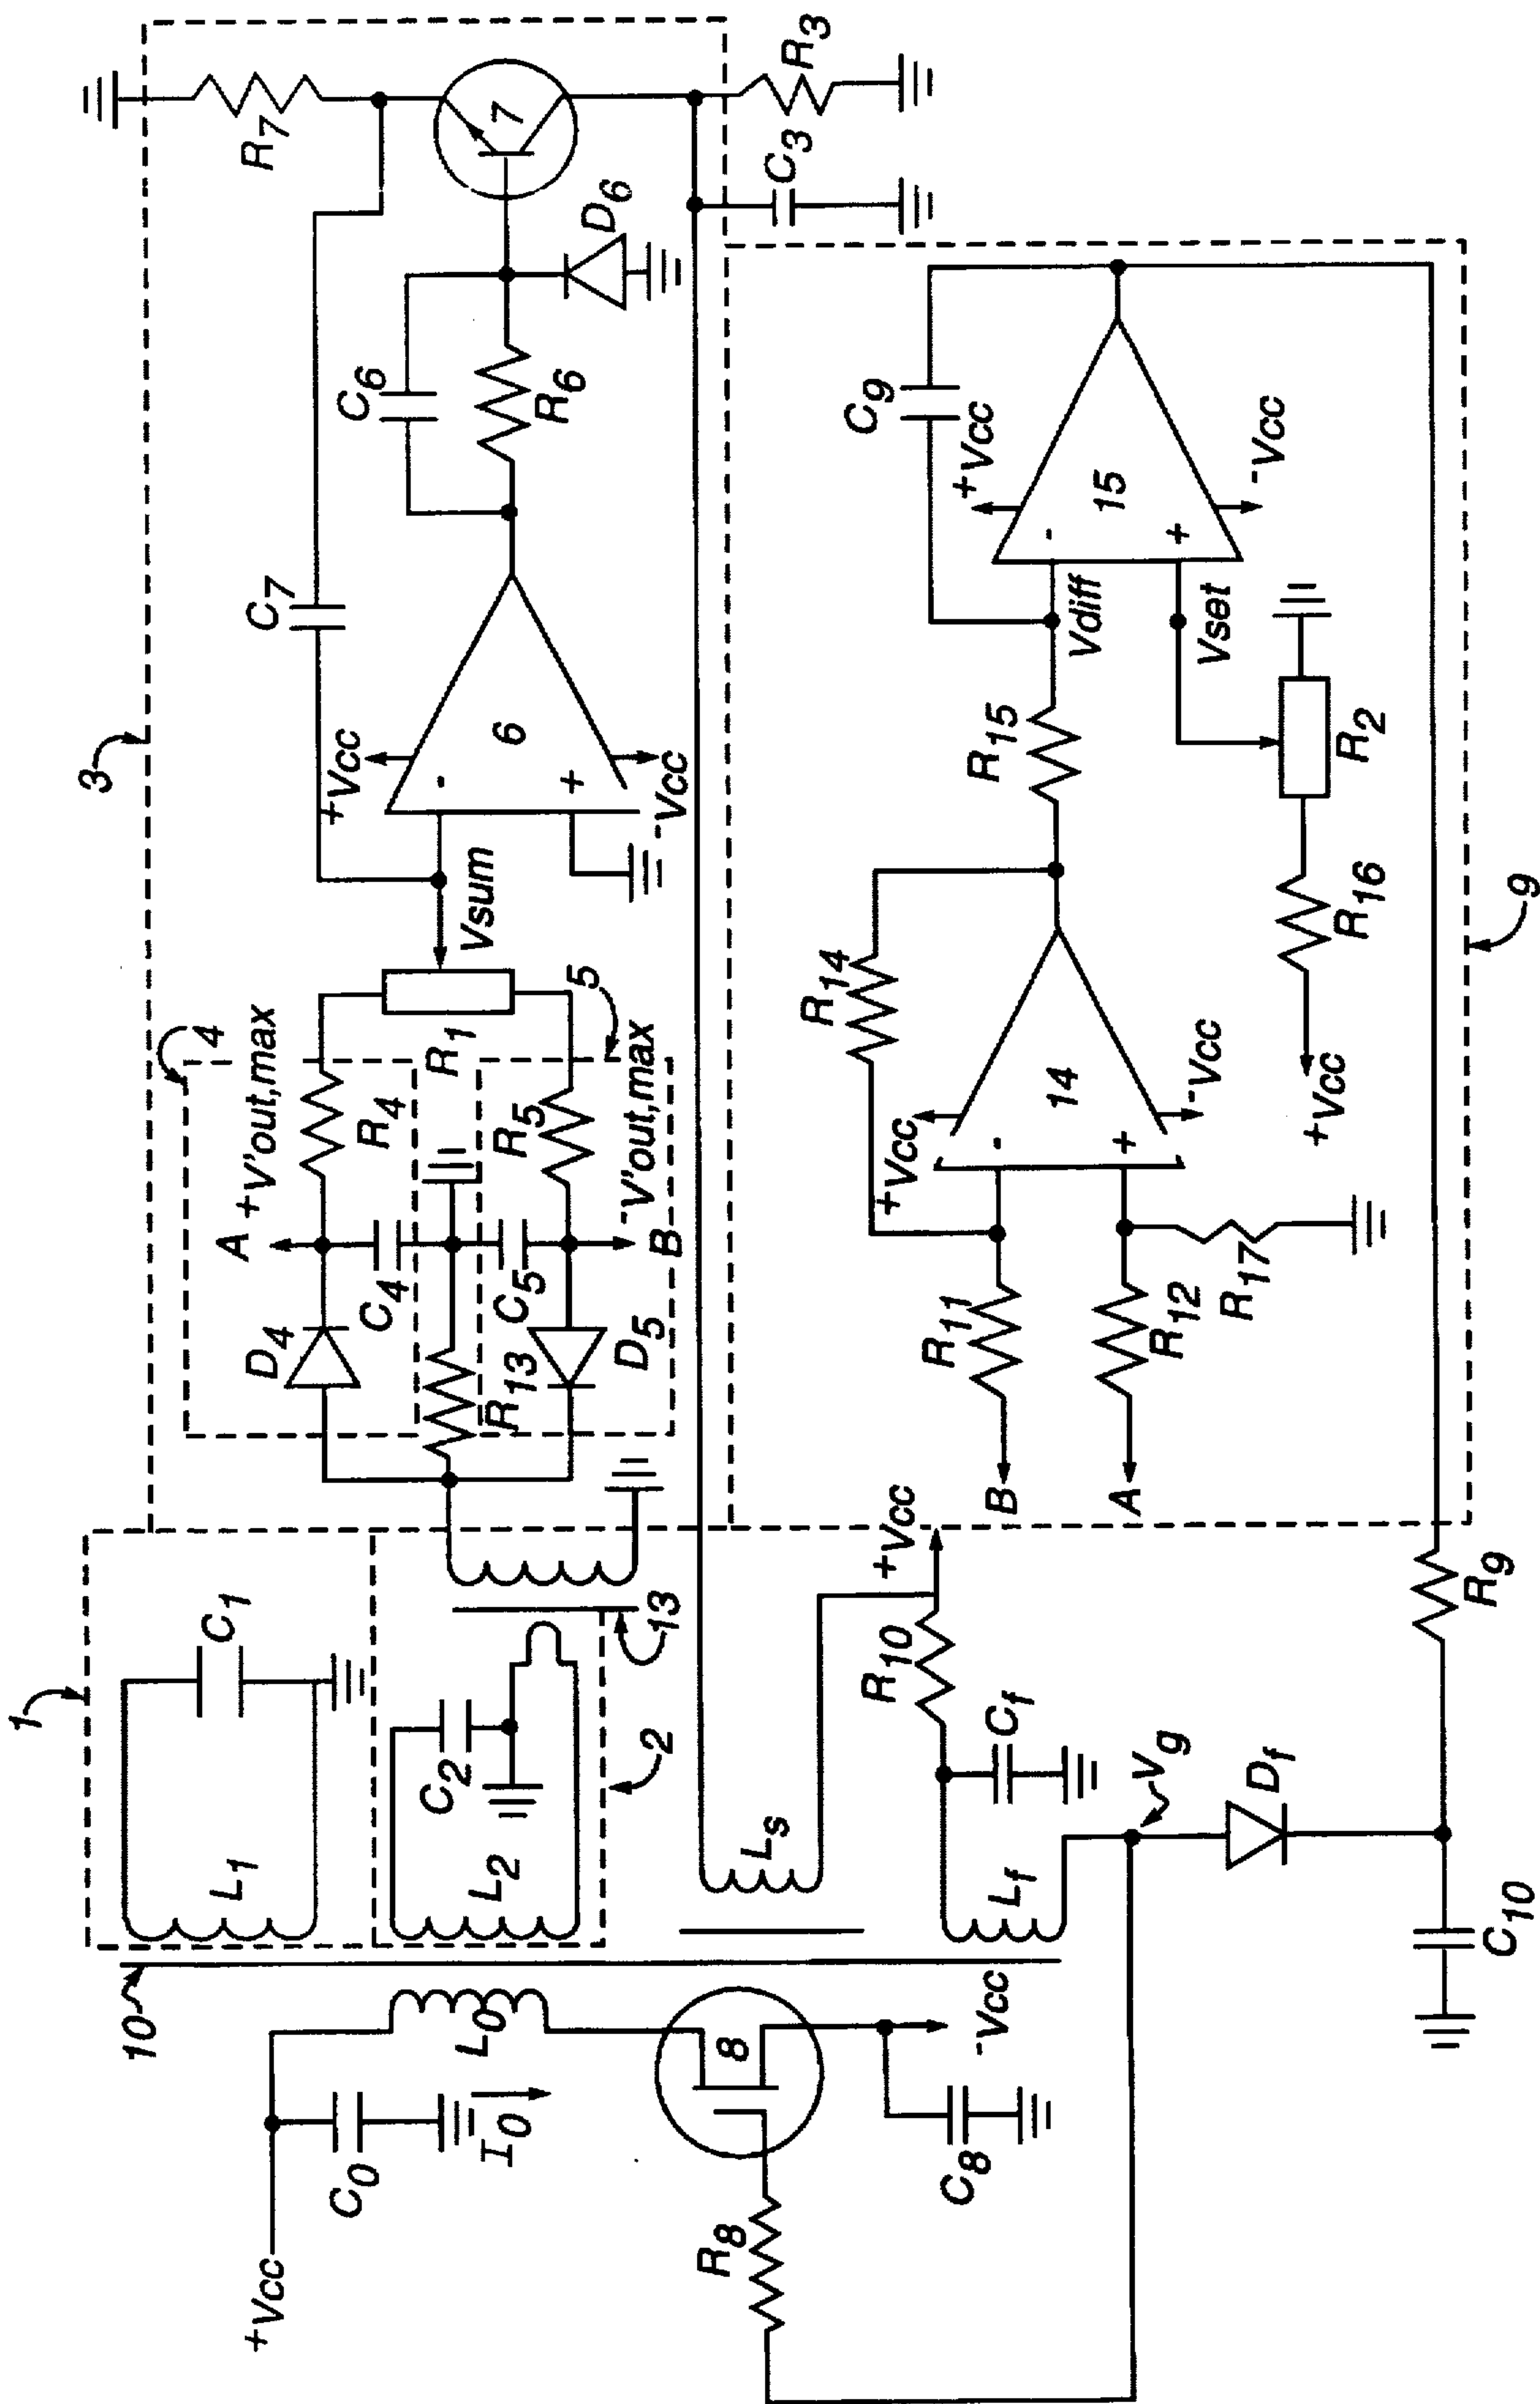 1
3
C1
L1
10
4
A
+V'out,max
D4
R4
C4
R1
R13
5
C5
R5
D5
B
-V'out,max
Vsum
C7
+Vcc
-
6
+
-Vcc
C6
R6
D6
R7
7
C3
R3
+Vcc
C0
I0
L0
C2
L2
2
13
8
R8
C8
-Vcc
Ls
R10
+Vcc
Cf
Lf
Vg
Df
C10
R9
B
R11
A
R12
R17
R14
+Vcc
-
14
+
-Vcc
R15
Vdiff
C9
+Vcc
-
15
+
-Vcc
Vset
R2
R16
+Vcc
9